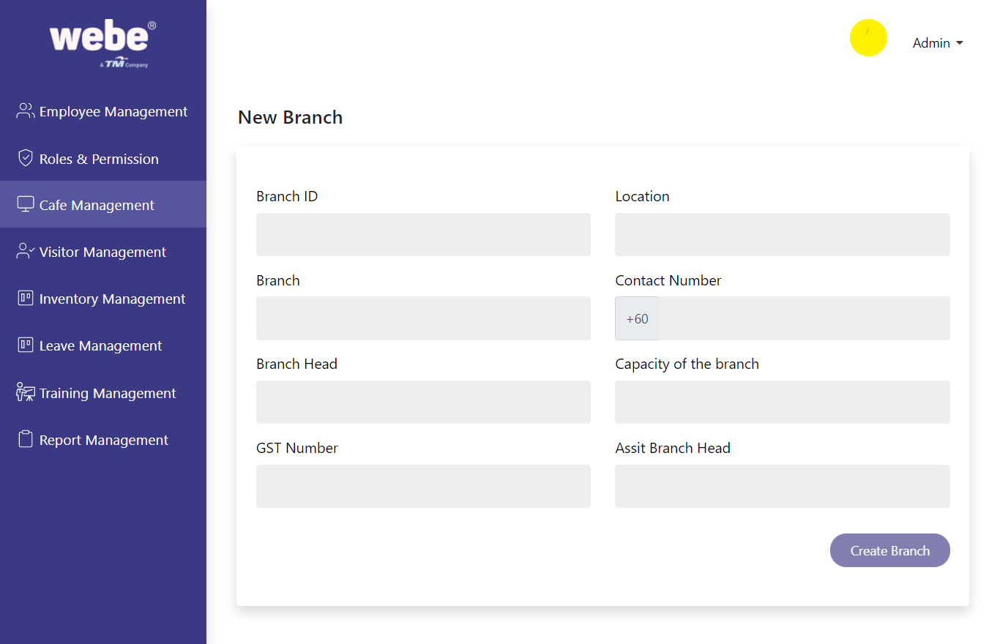 webe®
A TM Company
Employee Management
Roles & Permission
Cafe Management
Visitor Management
Inventory Management
Leave Management
Training Management
Report Management
Admin
New Branch
Branch ID
Location
Branch
Contact Number
+60
Branch Head
Capacity of the branch
GST Number
Assit Branch Head
Create Branch